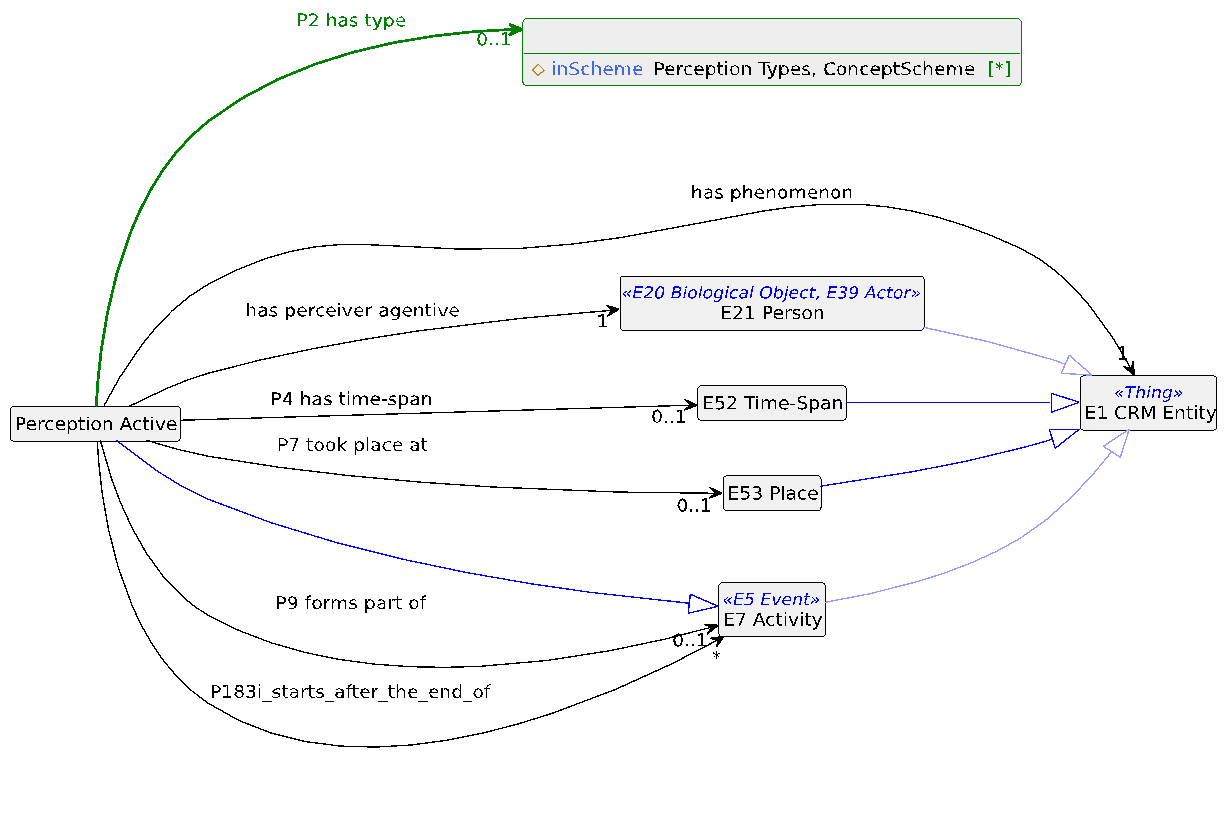 P2 has type
0..1
inScheme Perception Types, ConceptScheme [*]
has phenomenon
«E20 Biological Object, E39 Actor»
has perceiver agentive
E21 Person
1
1
«Thing»
P4 has time-span
E52 Time-Span
0..1
E1 CRM Entity
Perception Active
P7 took place at
E53 Place
0..1
«E5 Event»
P9 forms part of
E7 Activity
0..1
*
P183i_starts_after_the_end_of